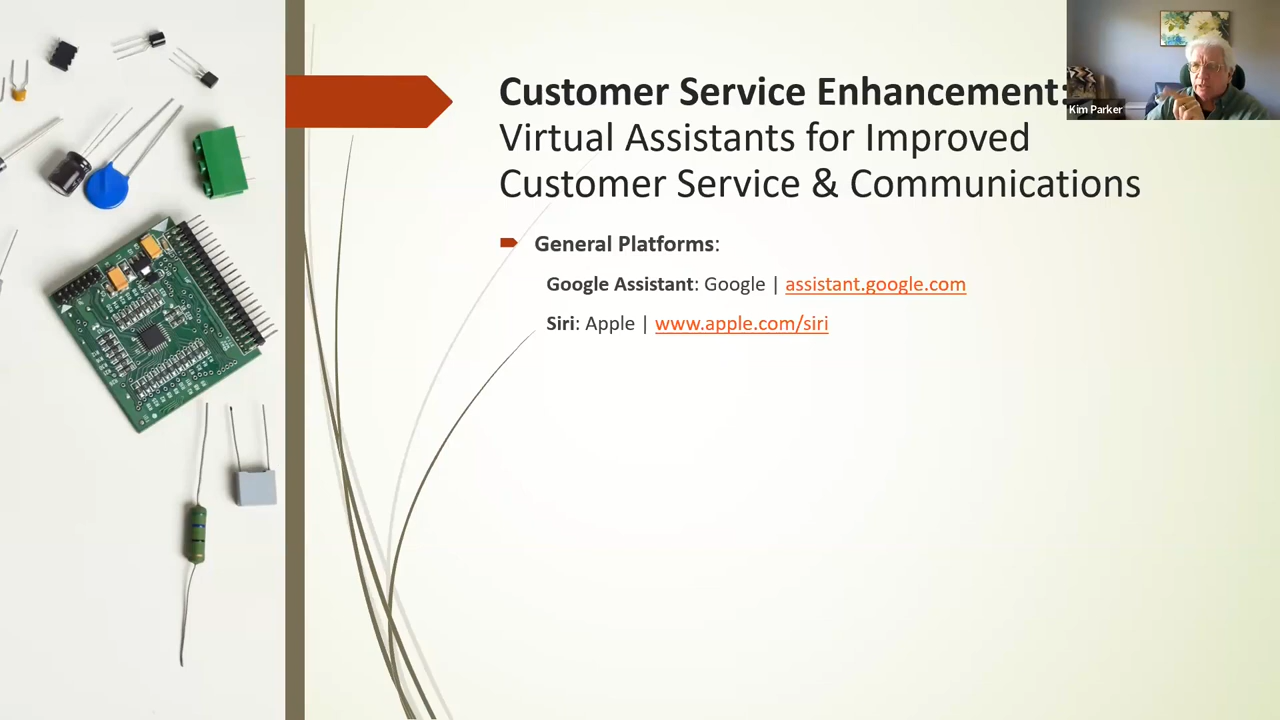 Customer Service Enhancement:
Virtual Assistants for Improved
Customer Service & Communications
Kim Parker
General Platforms:
Google Assistant: Google | assistant.google.com
Siri: Apple | www.apple.com/siri